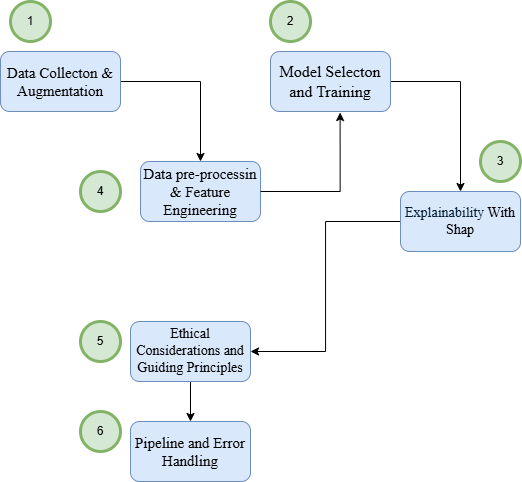 1
Data Collecton &
Augmentation
2
Model Selecton
and Training
3
Explainability With
Shap
4
Data pre-processin
& Feature
Engineering
5
Ethical
Considerations and
Guiding Principles
6
Pipeline and Error
Handling